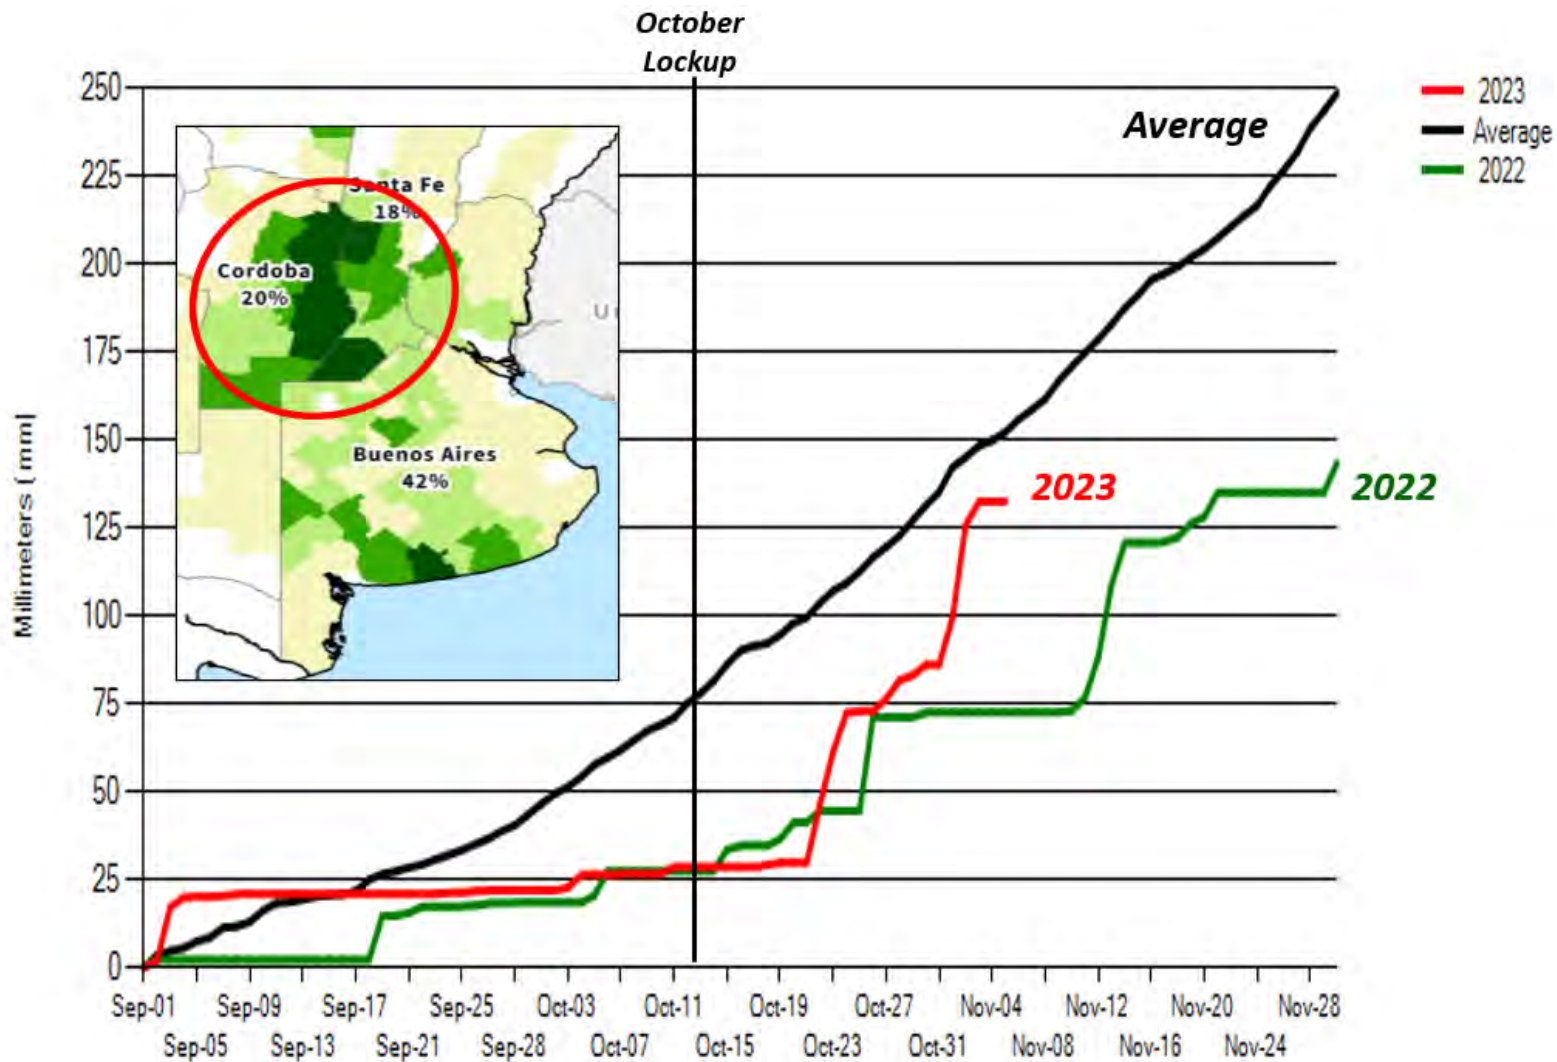 October
Lockup
250
225
200
175
150
125
100
75
50
25
0
Millimeters ( mm)
Average
2023
Average
2022
Santa Fe
18%
Cordoba
20%
U
Buenos Aires
42%
2023
2022
Sep-01 Sep-09 Sep-17 Sep-25 Oct-03 Oct-11 Oct-19 Oct-27 Nov-04 Nov-12 Nov-20 Nov-28
Sep-05 Sep-13 Sep-21 Sep-28 Oct-07 Oct-15 Oct-23 Oct-31 Nov-08 Nov-16 Nov-24